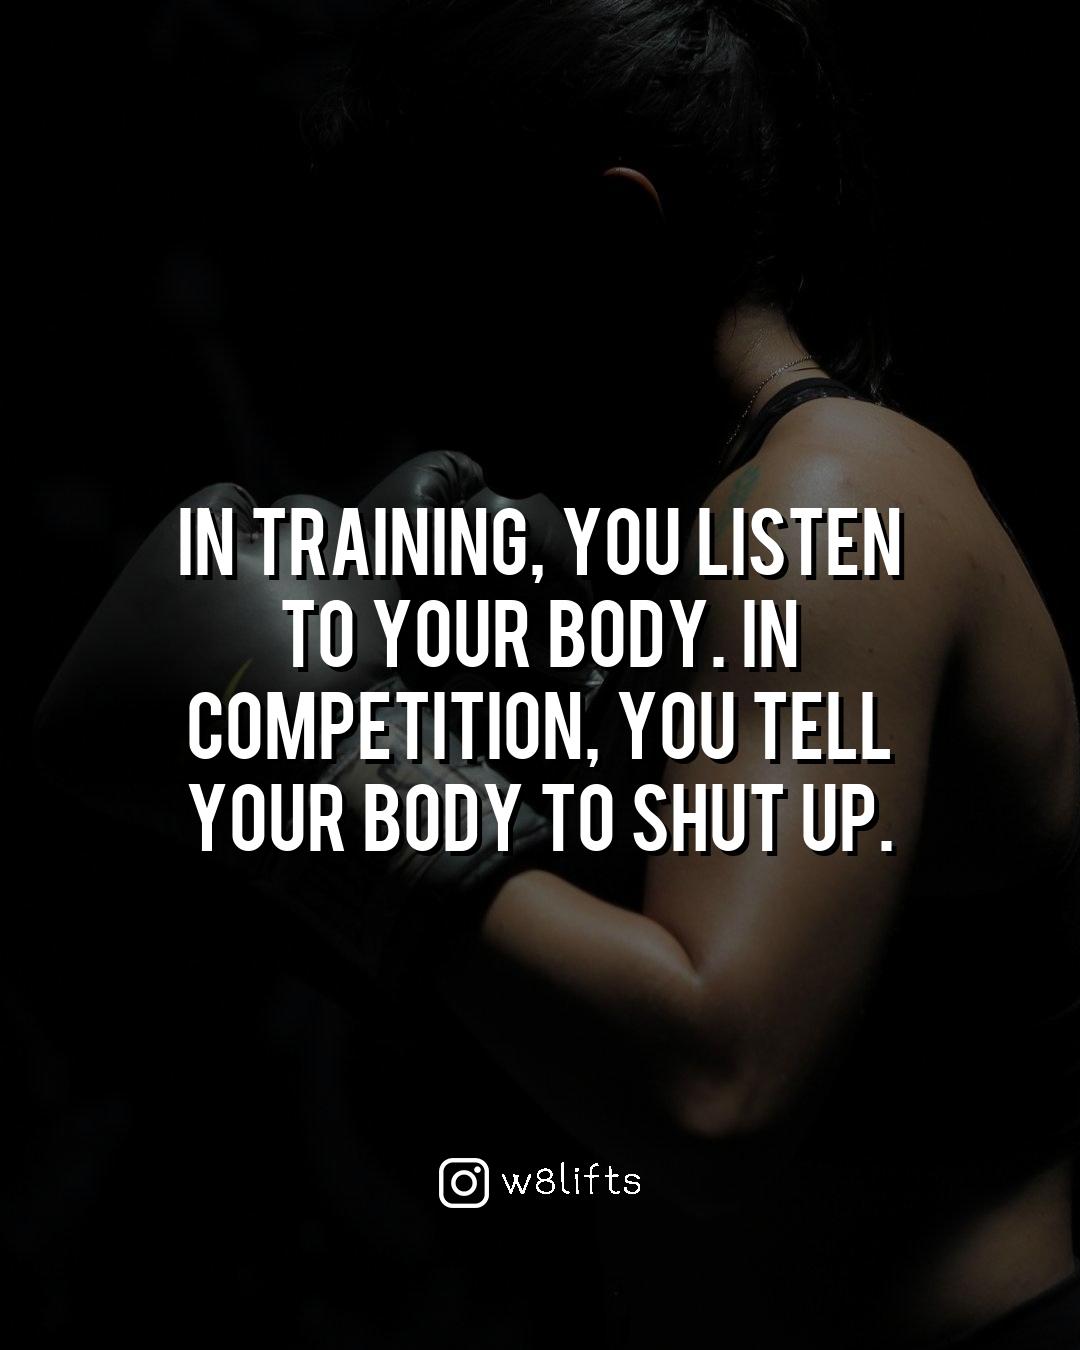 IN TRAINING, YOU LISTEN
TO YOUR BODY. IN
COMPETITION, YOU TELL
YOUR BODY TO SHUT UP.
w8lifts